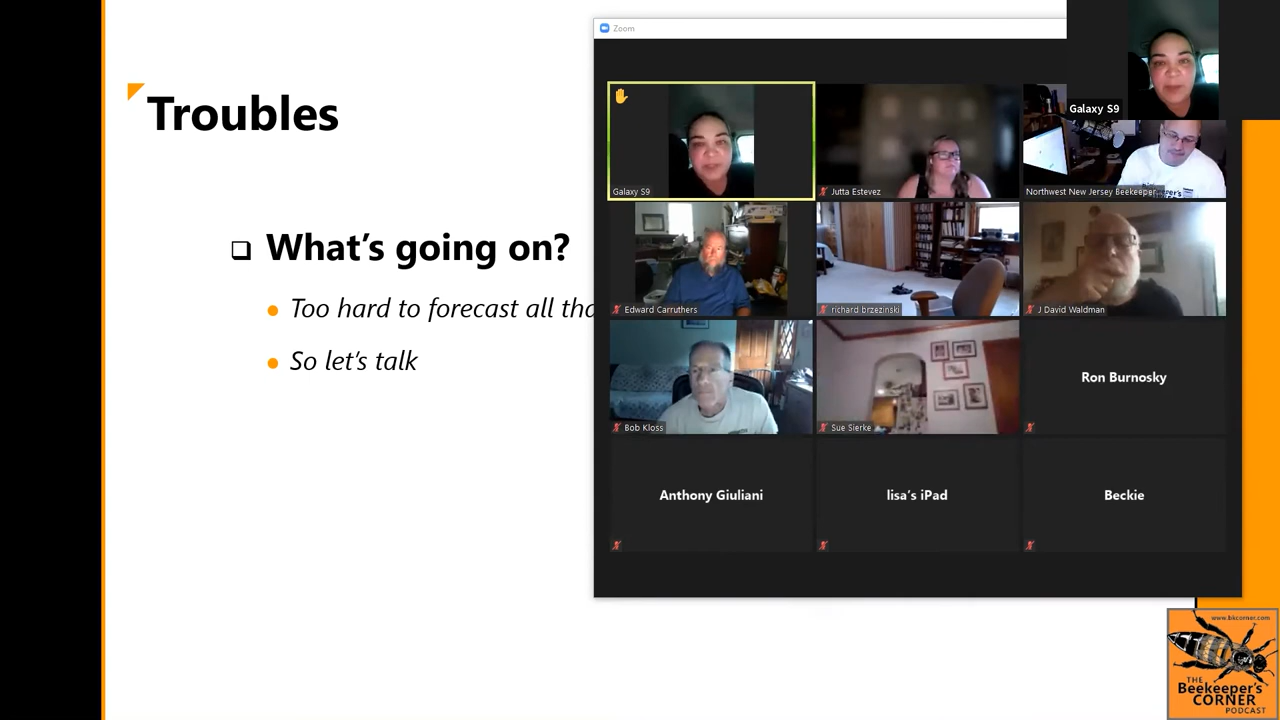 Troubles
What's going on?
Too hard to forecast all tha
So let's talk
Zoom
Galaxy S9
Galaxy S9
Jutta Estevez
Northwest New Jersey Beekeeper...
Edward Carruthers
richard brzezinski
J David Waldman
Bob Kloss
Sue Sierke
Ron Burnosky
Anthony Giuliani
lisa's iPad
Beckie
www.bkcorner.com
THE
Beekeeper's
CORNER
PODCAST